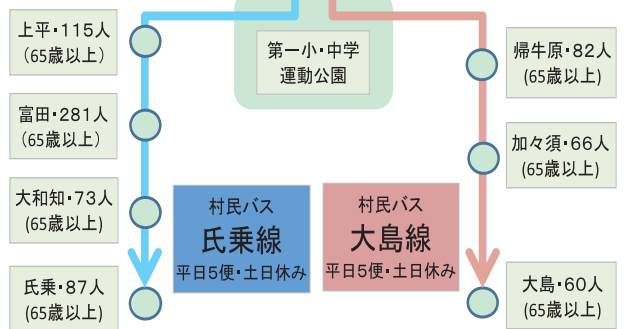 上平・115人
(65歳以上)
富田・281人
(65歳以上)
大和知・73人
(65歳以上)
氏乗・87人
(65歳以上)
第一小・中学
運動公園
村民バス
氏乗線
平日5便・土日休み
村民バス
大島線
平日5便・土日休み
帰牛原・82人
(65歳以上)
加々須・66人
(65歳以上)
大島・60人
(65歳以上)